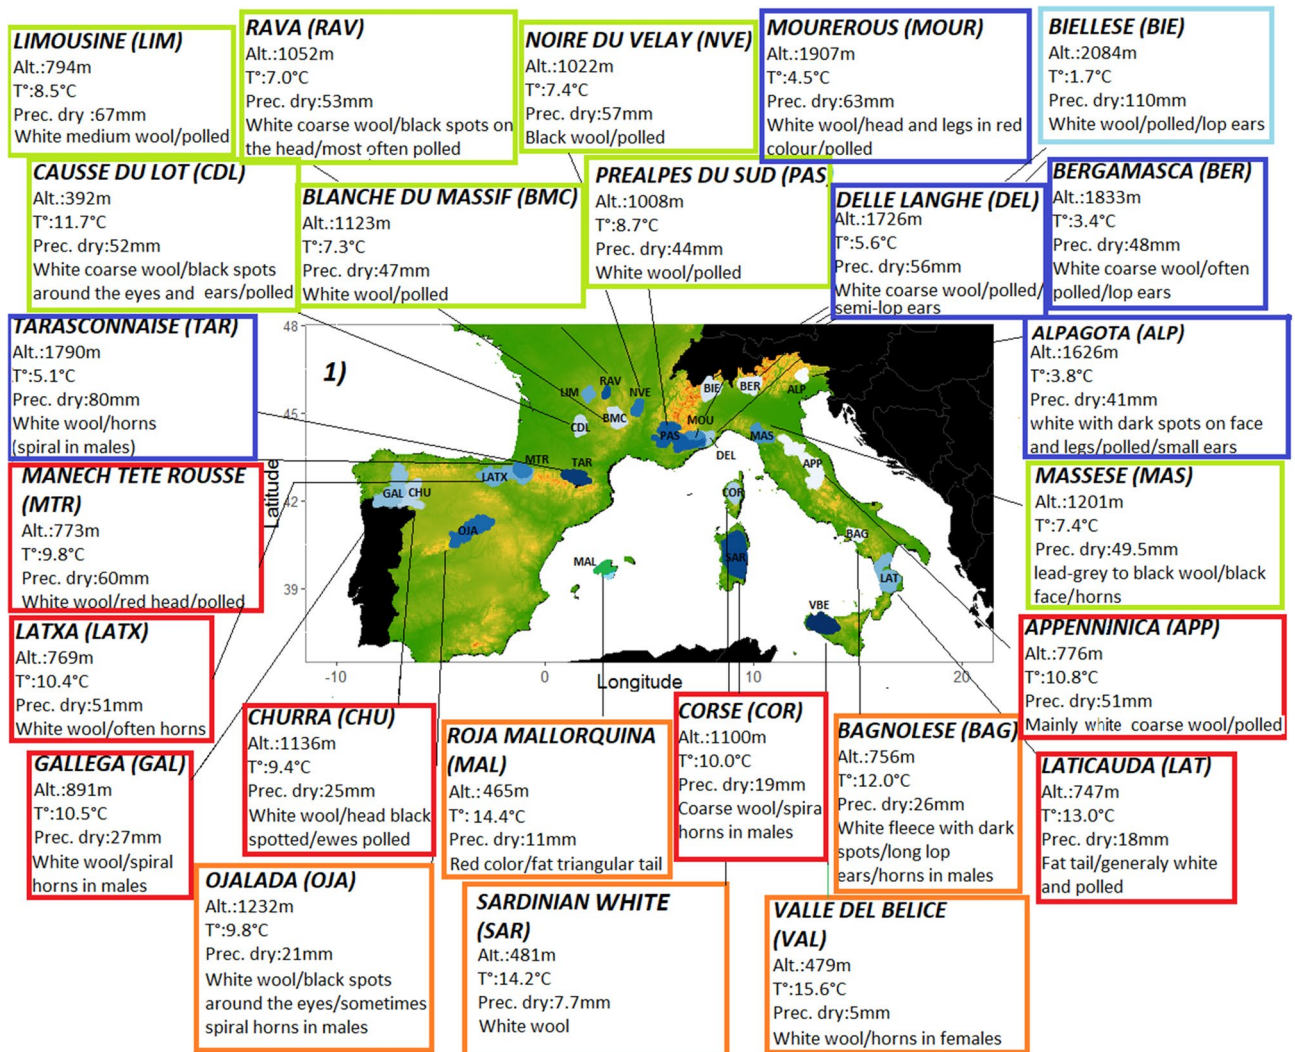 LIMOUSINE (LIM)
Alt.:794m
T°:8.5°C
Prec. dry :67mm
White medium wool/polled
RAVA (RAV)
Alt.:1052m
T°:7.0°C
Prec. dry:53mm
White coarse wool/black spots on
the head/most often polled
NOIRE DU VELAY (NVE)
Alt.:1022m
T°:7.4°C
Prec. dry:57mm
Black wool/polled
MOUREROUS (MOUR)
Alt.:1907m
T°:4.5°C
Prec. dry:63mm
White wool/head and legs in red
colour/polled
BIELLESE (BIE)
Alt.:2084m
T°:1.7°C
Prec. dry:110mm
White wool/polled/lop ears
CAUSSE DU LOT (CDL)
Alt.:392m
T°:11.7°C
Prec. dry:52mm
White coarse wool/black spots
around the eyes and ears/polled
BLANCHE DU MASSIF (BMC)
Alt.:1123m
T°:7.3°C
Prec. dry:47mm
White wool/polled
PREALPES DU SUD (PAS
Alt.:1008m
T°:8.7°C
Prec. dry:44mm
White wool/polled
DELLE LANGHE (DEL)
Alt.:1726m
T°:5.6°C
Prec. dry:56mm
White coarse wool/polled/
semi-lop ears
BERGAMASCA (BER)
Alt.:1833m
T°:3.4°C
Prec. dry:48mm
White coarse wool/often
polled/lop ears
TARASCONNAISE (TAR)
Alt.:1790m
T°:5.1°C
Prec. dry:80mm
White wool/horns
(spiral in males)
ALPAGOTA (ALP)
Alt.:1626m
T°:3.8°C
Prec. dry:41mm
white with dark spots on face
and legs/polled/small ears
MANECH TETE ROUSSE
(MTR)
Alt.:773m
T°:9.8°C
Prec. dry:60mm
White wool/red head/polled
MASSESE (MAS)
Alt.:1201m
T°:7.4°C
Prec. dry:49.5mm
lead-grey to black wool/black
face/horns
LATXA (LATX)
Alt.:769m
T°:10.4°C
Prec. dry:51mm
White wool/often horns
APPENNINICA (APP)
Alt.:776m
T°:10.8°C
Prec. dry:51mm
Mainly white coarse wool/polled
1)
48
45
42
39
Latitude
-10
0
10
20
Longitude
LIM
RAV
NVE
BMC
CDL
BIE
BER
ALP
MOU
PAS
MAS
DEL
MTR
TAR
LATX
GAL
CHU
OJA
APP
COR
BAG
SAR
LAT
MAL
VBE
GALLEGA (GAL)
Alt.:891m
T°:10.5°C
Prec. dry:27mm
White wool/spiral
horns in males
CHURRA (CHU)
Alt.:1136m
T°:9.4°C
Prec. dry:25mm
White wool/head black
spotted/ewes polled
ROJA MALLORQUINA
(MAL)
Alt.: 465m
T°: 14.4°C
Prec. dry:11mm
Red color/fat triangular tail
CORSE (COR)
Alt.:1100m
T°:10.0°C
Prec. dry:19mm
Coarse wool/spira
horns in males
BAGNOLESE (BAG)
Alt.:756m
T°:12.0°C
Prec. dry:26mm
White fleece with dark
spots/long lop
ears/horns in males
LATICAUDA (LAT)
Alt.:747m
T°:13.0°C
Prec. dry:18mm
Fat tail/generaly white
and polled
OJALADA (OJA)
Alt.:1232m
T°:9.8°C
Prec. dry:21mm
White wool/black spots
around the eyes/sometimes
spiral horns in males
SARDINIAN WHITE
(SAR)
Alt.:481m
T°:14.2°C
Prec. dry:7.7mm
White wool
VALLE DEL BELICE
(VAL)
Alt.:479m
T°:15.6°C
Prec. dry:5mm
White wool/horns in females